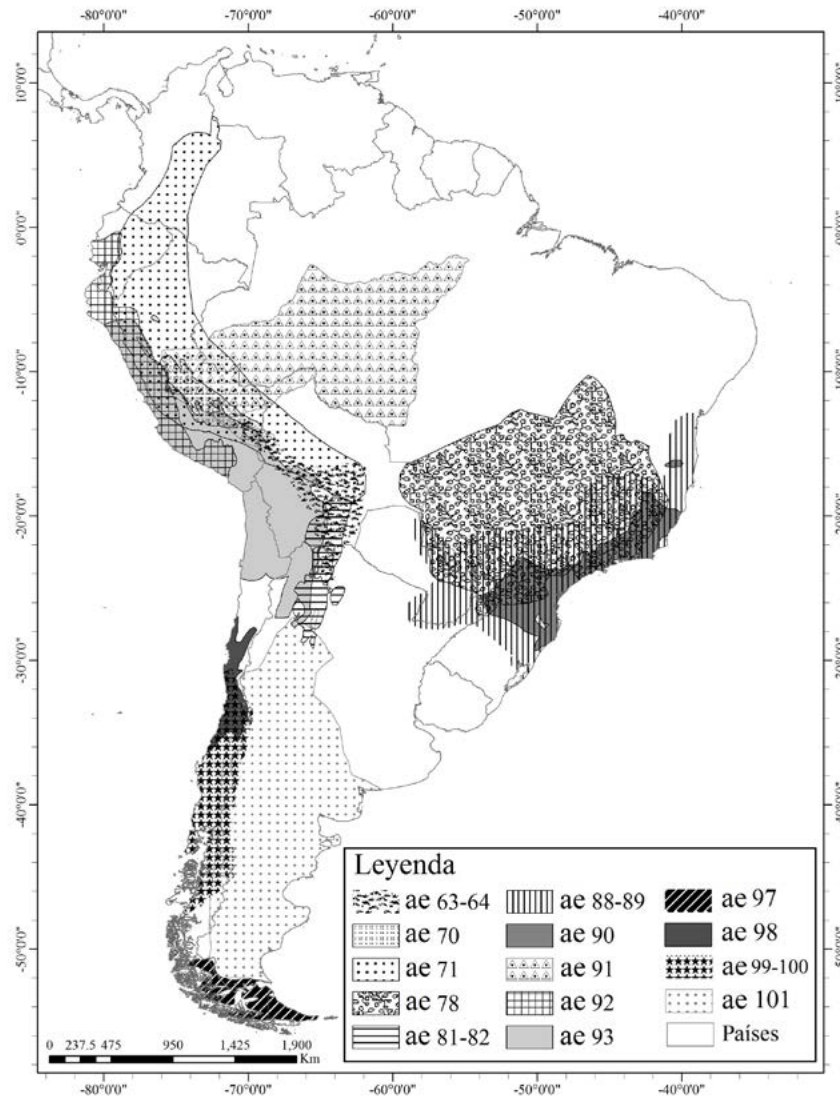 -80°0'0" -70°0'0" -60°0'0" -50°0'0" -40°0'0"
10°0'0"
0°0'0"
-10°0'0"
-20°0'0"
-30°0'0"
-40°0'0"
-50°0'0"
10°0'0"
Leyenda
ae 63-64
ae 70
ae 71
ae 78
ae 81-82
ae 88-89
ae 90
ae 91
ae 92
ae 93
ae 97
ae 98
ae 99-100
ae 101
Países
0 237.5 475 950 1,425 1,900
Km
-80°0'0" -70°0'0" -60°0'0" -50°0'0" -40°0'0"